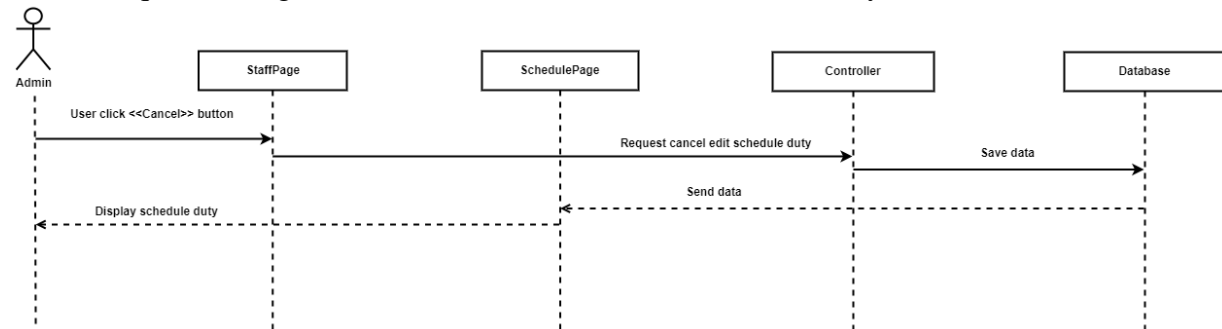 Admin
StaffPage
SchedulePage
Controller
Database
User click <<Cancel>> button
Request cancel edit schedule duty
Save data
Send data
Display schedule duty